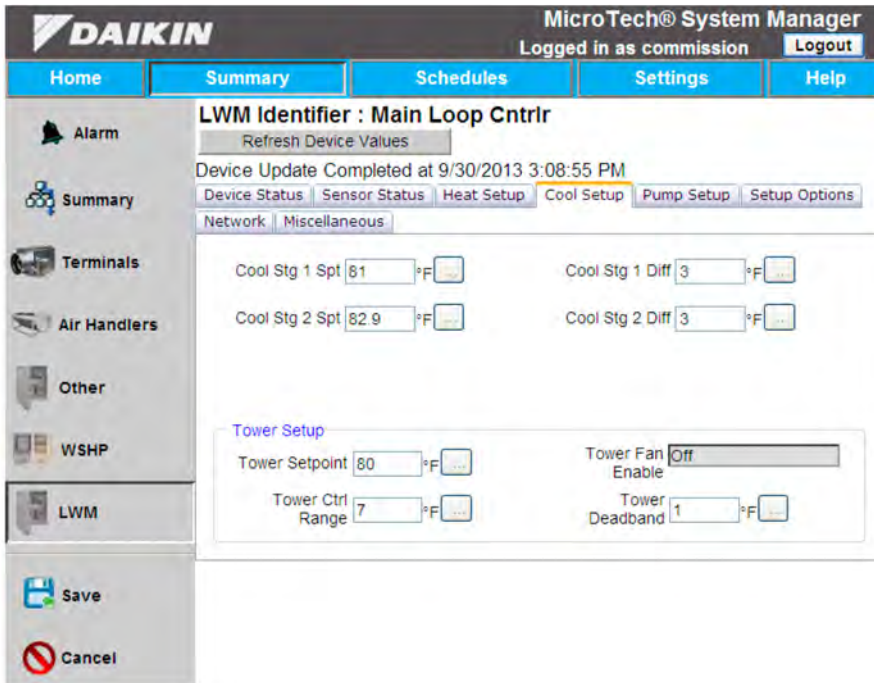 DAIKIN
MicroTech® System Manager
Logged in as commission Logout
Home Summary Schedules Settings Help
Alarm
Summary
Terminals
Air Handlers
Other
WSHP
LWM
Save
Cancel
LWM Identifier : Main Loop Cntrlr
Refresh Device Values
Device Update Completed at 9/30/2013 3:08:55 PM
Device Status Sensor Status Heat Setup Cool Setup Pump Setup Setup Options
Network Miscellaneous
Cool Stg 1 Spt 81 °F ... Cool Stg 1 Diff 3 °F ...
Cool Stg 2 Spt 82.9 °F ... Cool Stg 2 Diff 3 °F ...
Tower Setup
Tower Setpoint 80 °F ...
Tower Fan Enable Off
Tower Ctrl Range 7 °F ...
Tower Deadband 1 °F ...